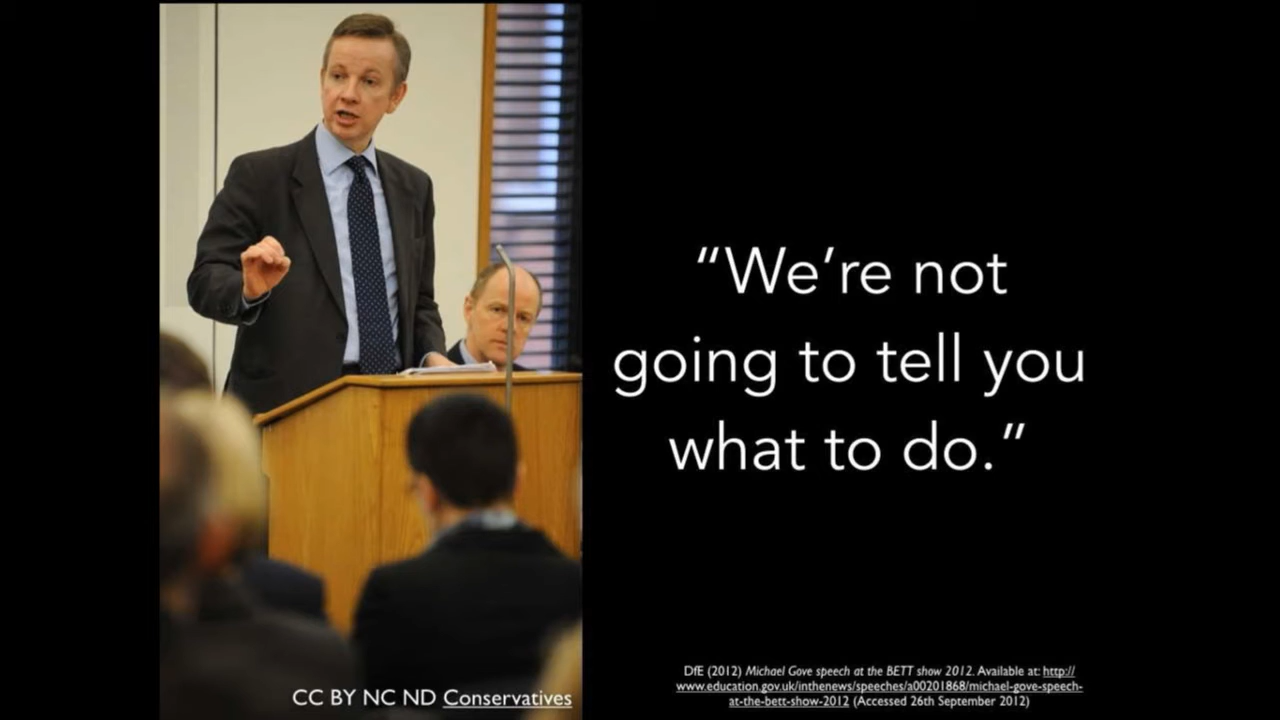 “We’re not
going to tell you
what to do.”
DfE (2012) Michael Gove speech at the BETT show 2012. Available at: http://
www.education.gov.uk/inthenews/speeches/a00201868/michael-gove-speech-
at-the-bett-show-2012 (Accessed 26th September 2012)
CC BY NC ND Conservatives